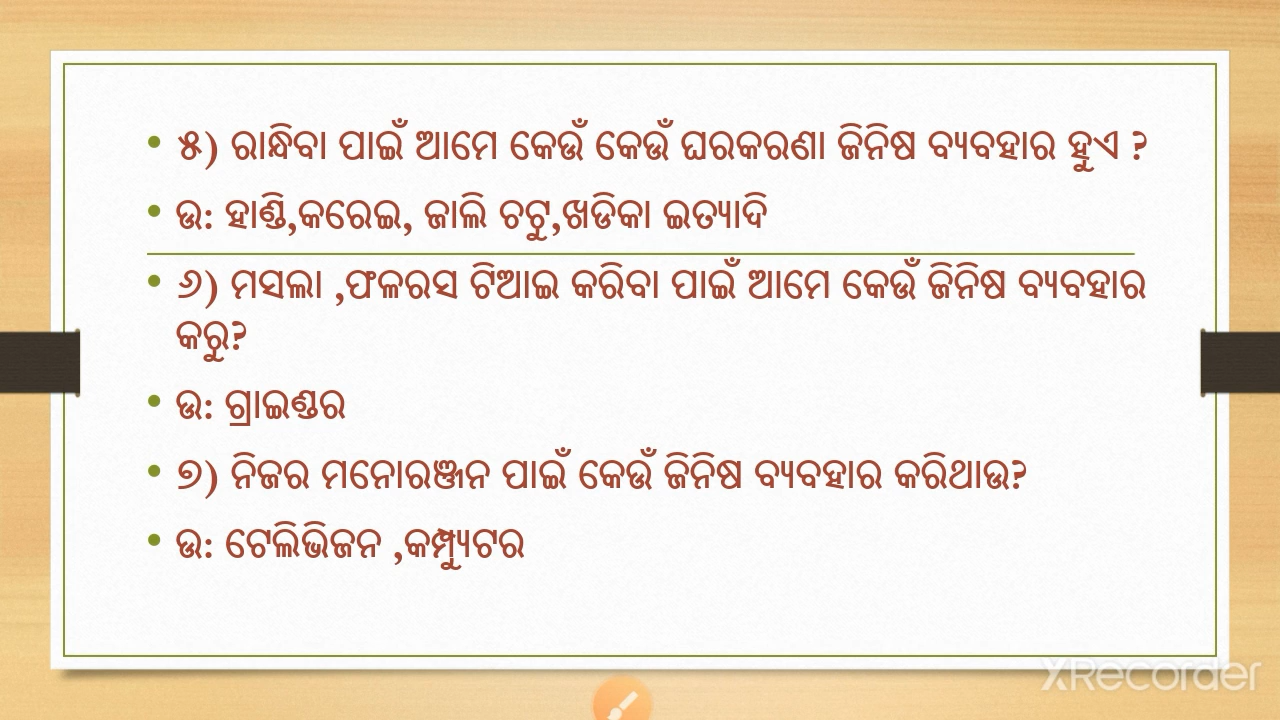 • ୫) ରାନ୍ଧିବା ପାଇଁ ଆମେ କେଉଁ କେଉଁ ଘରକରଣା ଜିନିଷ ବ୍ୟବହାର ହୁଏ ?
• ଉ: ହାଣ୍ଡି,କରେଇ, ଜାଲି ଚଟୁ,ଖଡିକା ଇତ୍ୟାଦି
• ୬) ମସଲା ,ଫଳରସ ଟିଆଇ କରିବା ପାଇଁ ଆମେ କେଉଁ ଜିନିଷ ବ୍ୟବହାର
କରୁ?
• ଉ: ଗ୍ରାଇଣ୍ଡର
• ୭) ନିଜର ମନୋରଞ୍ଜନ ପାଇଁ କେଉଁ ଜିନିଷ ବ୍ୟବହାର କରିଥାଉ?
• ଉ: ଟେଲିଭିଜନ ,କମ୍ପ୍ୟୁଟର
XRecorder